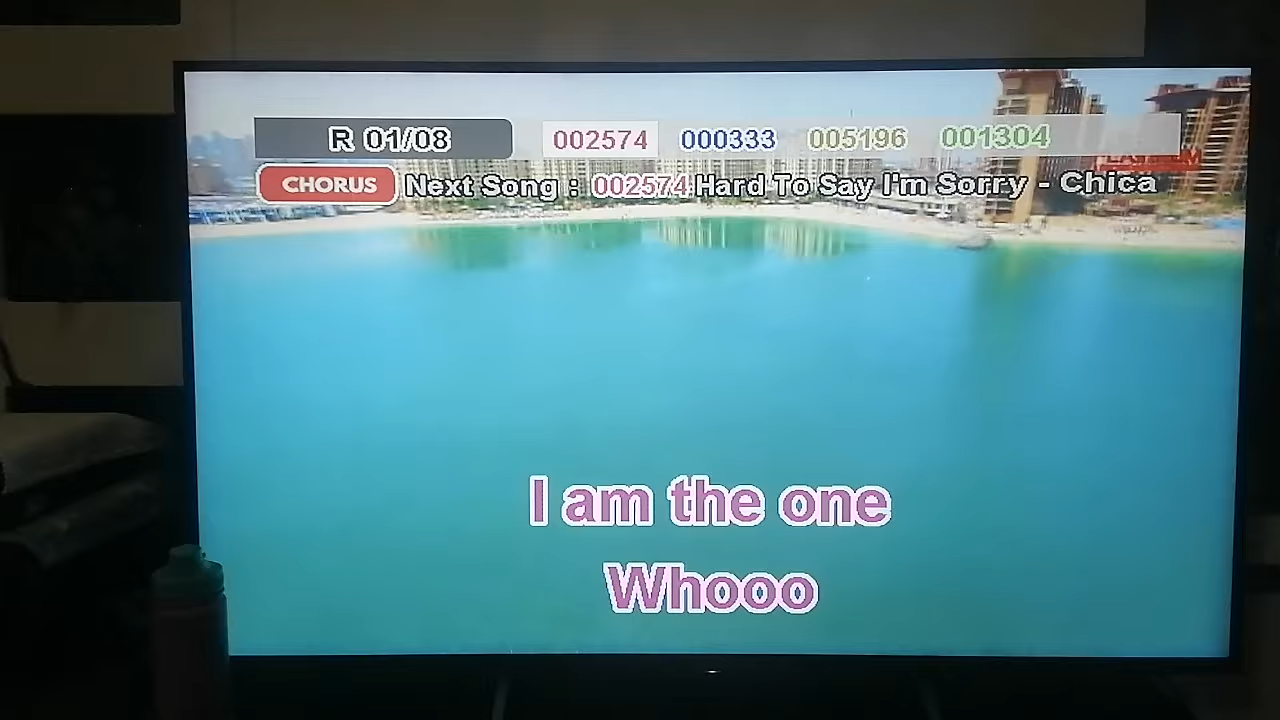 R 01/08 002574 000333 005196 001304
CHORUS Next Song : 002574 Hard To Say I'm Sorry - Chica
PLATINUM
I am the one
Whooo